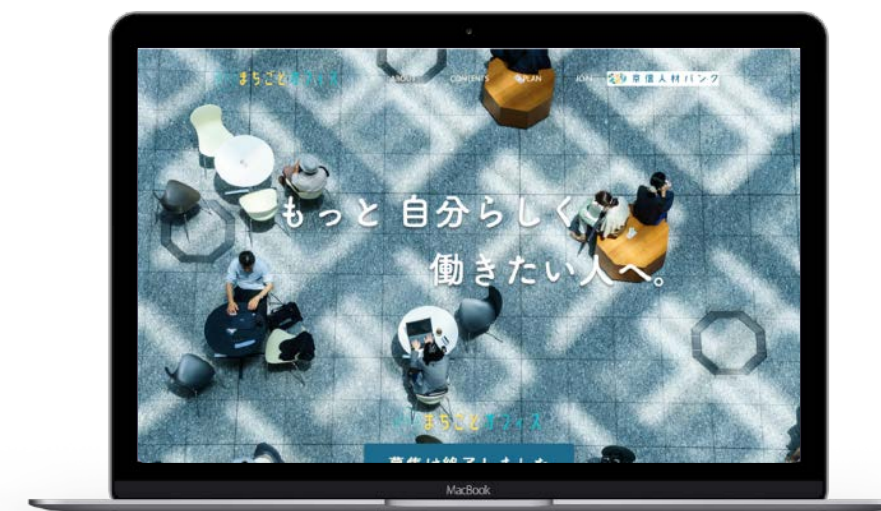 まちごとオフィス
ABOUT
CONTENTS
PLAN
JOIN
京信人材バンク
もっと 自分らしく
働きたい人へ。
まちごとオフィス
募集は終了しました
MacBook